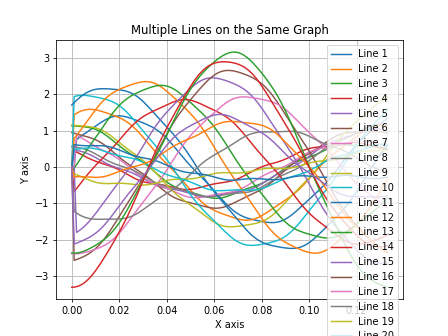 Multiple Lines on the Same Graph
Y axis
3
2
1
0
−1
−2
−3
0.00
0.02
0.04
0.06
0.08
0.10
X axis
Line 1
Line 2
Line 3
Line 4
Line 5
Line 6
Line 7
Line 8
Line 9
Line 10
Line 11
Line 12
Line 13
Line 14
Line 15
Line 16
Line 17
Line 18
Line 19
Line 20